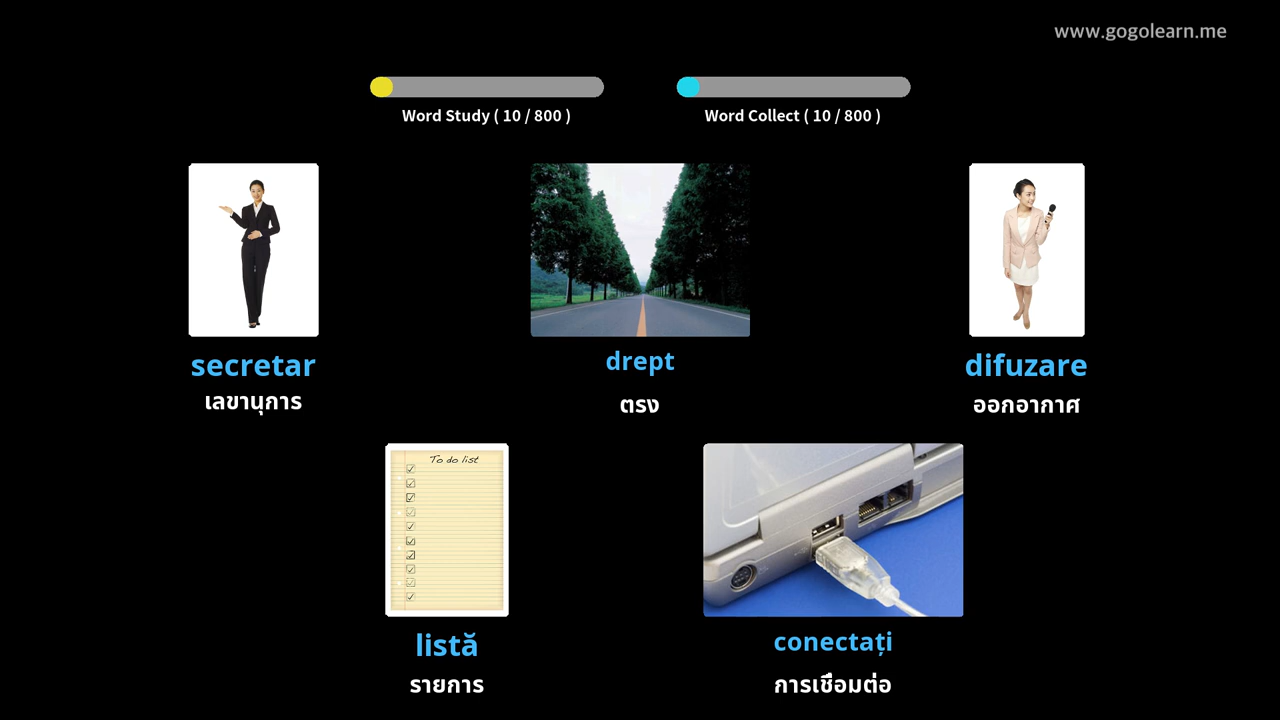 www.gogolearn.me
Word Study ( 10 / 800 )
Word Collect ( 10 / 800 )
secretar
เลขานุการ
drept
ตรง
difuzare
ออกอากาศ
To do list
listă
รายการ
conectați
การเชื่อมต่อ